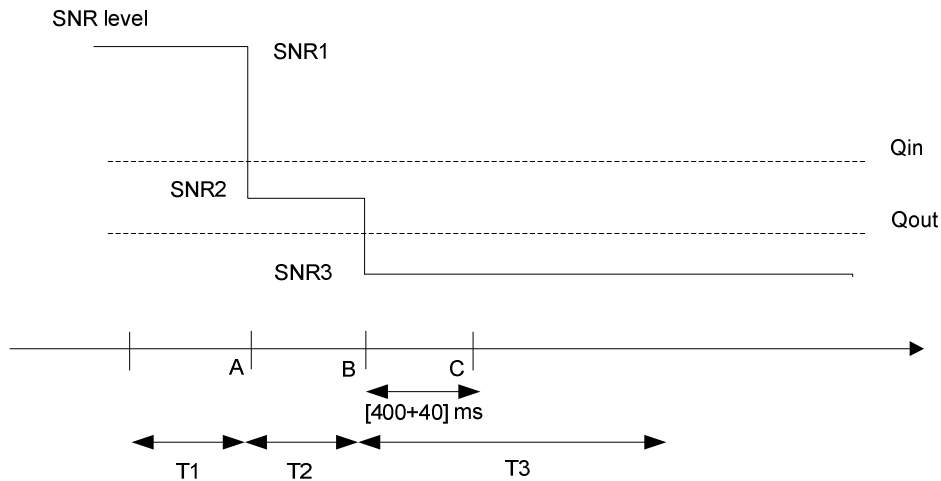 SNR level
SNR1
Qin
SNR2
Qout
SNR3
A
B
C
[400+40] ms
T1
T2
T3